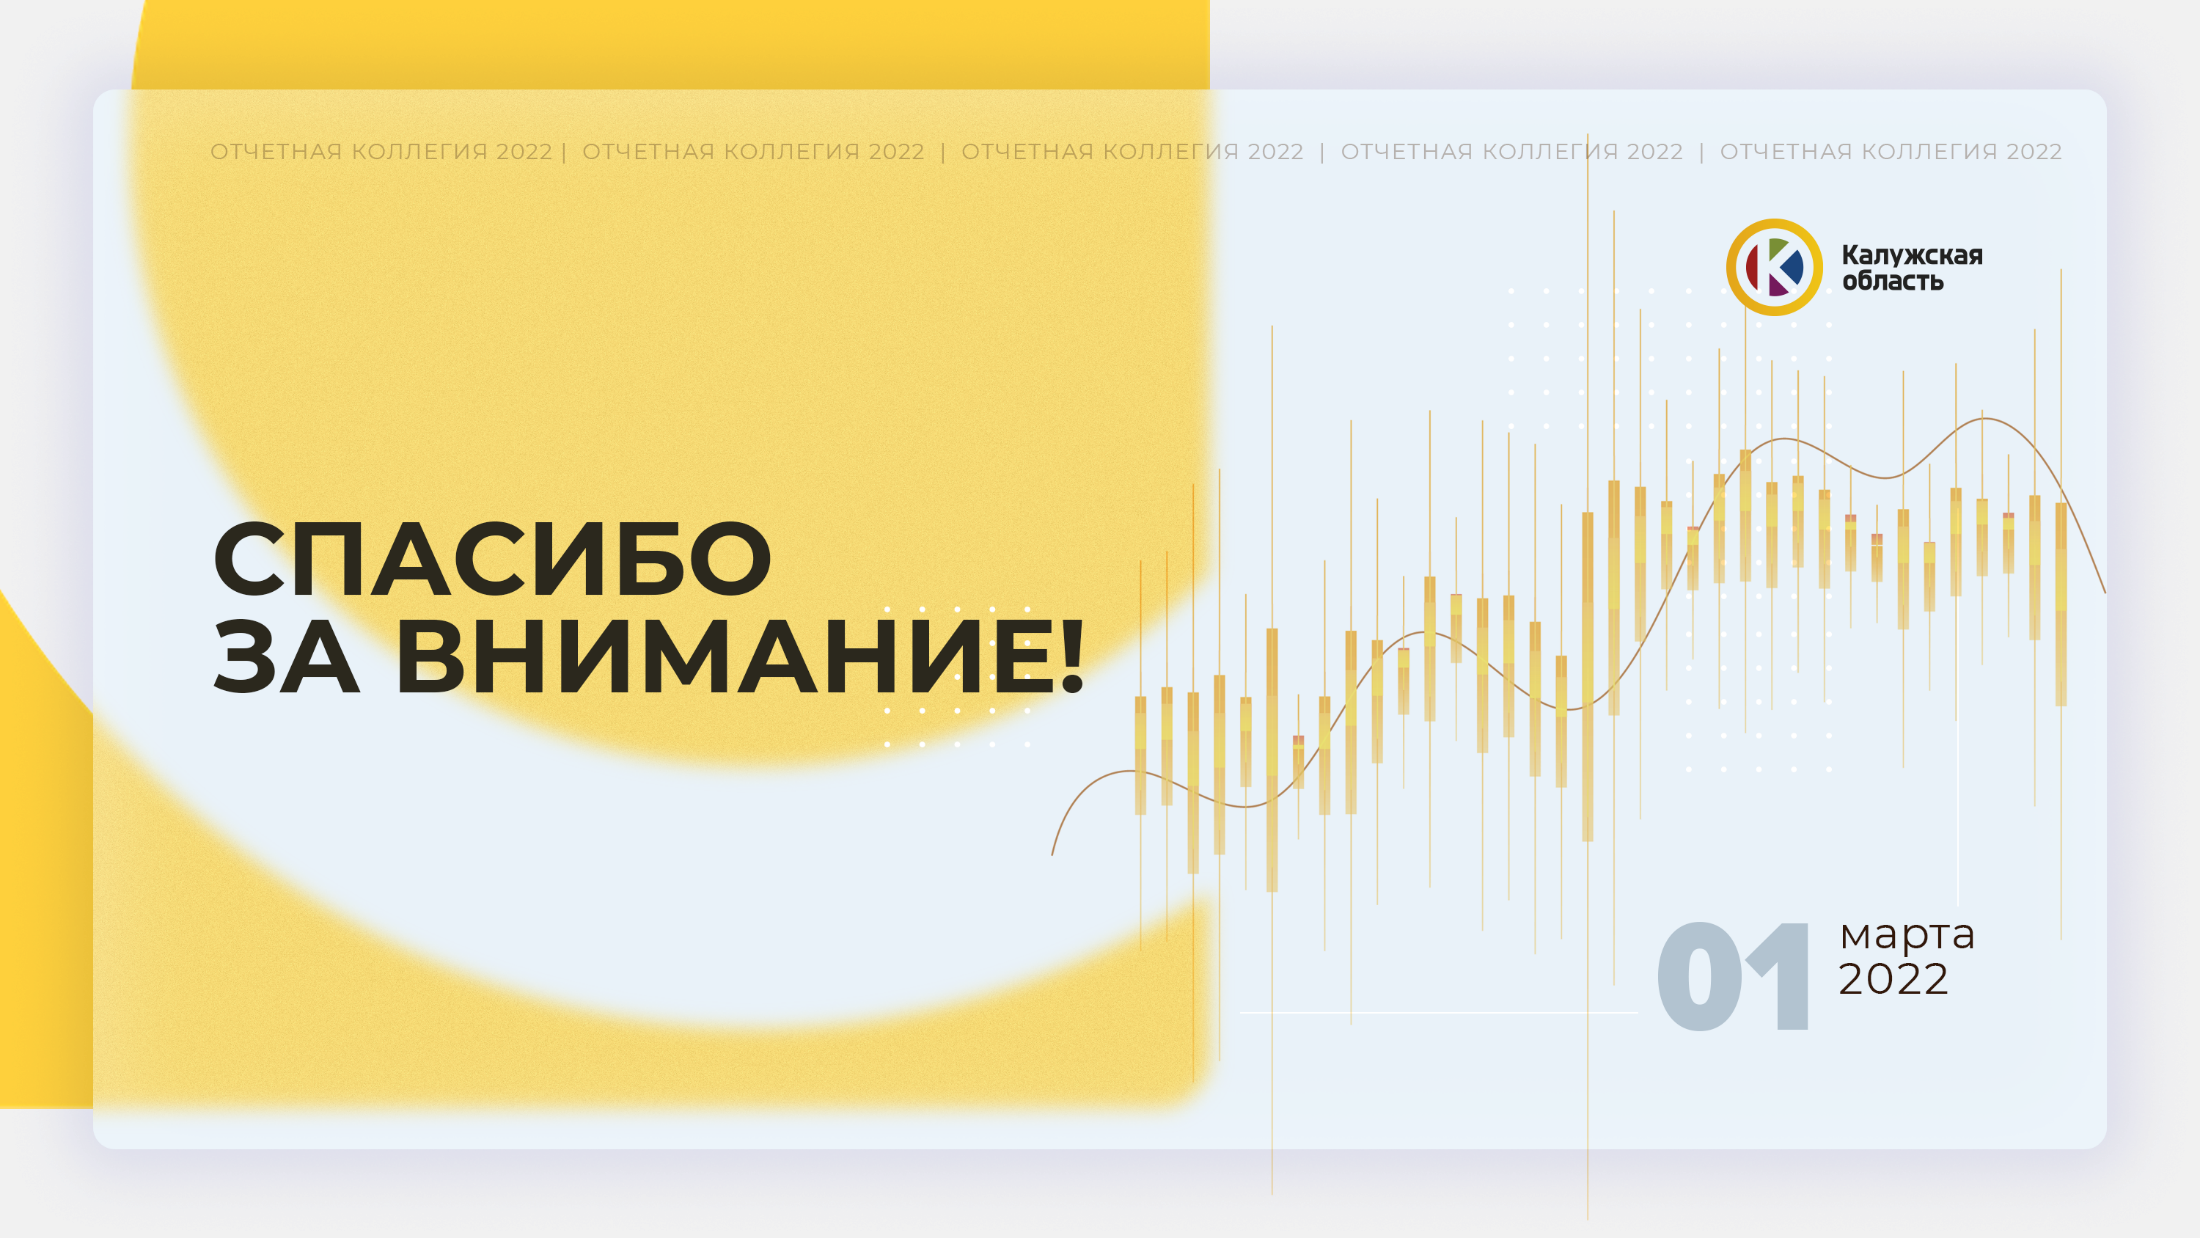 ОТЧЕТНАЯ КОЛЛЕГИЯ 2022 | ОТЧЕТНАЯ КОЛЛЕГИЯ 2022 | ОТЧЕТНАЯ КОЛЛЕГИЯ 2022 | ОТЧЕТНАЯ КОЛЛЕГИЯ 2022 | ОТЧЕТНАЯ КОЛЛЕГИЯ 2022
Калужская
область
СПАСИБО
ЗА ВНИМАНИЕ!
01 марта
2022